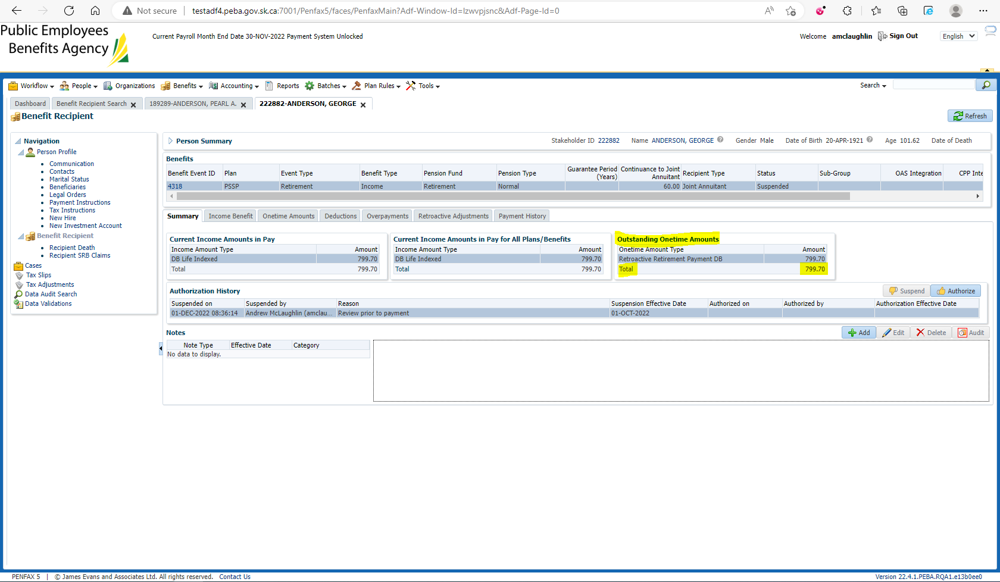 Not secure | testadf4.peba.gov.sk.ca:7001/Penfax5/faces/PenfaxMain?Adf-Window-Id=lzwvpjsnc&Adf-Page-Id=0
Public Employees
Benefits Agency
Current Payroll Month End Date 30-NOV-2022 Payment System Unlocked
Welcome amclaughlin Sign Out English
Workflow People Organizations Benefits Accounting Reports Batches Plan Rules Tools Search
Dashboard Benefit Recipient Search 189289-ANDERSON, PEARL A. 222882-ANDERSON, GEORGE
Benefit Recipient
Refresh
Navigation
Person Profile
Communication
Contacts
Marital Status
Beneficiaries
Legal Orders
Payment Instructions
Tax Instructions
New Hire
New Investment Account
Benefit Recipient
Recipient Death
Recipient SRB Claims
Cases
Tax Slips
Tax Adjustments
Data Audit Search
Data Validations
Person Summary Stakeholder ID 222882 Name ANDERSON, GEORGE Gender Male Date of Birth 20-APR-1921 Age 101.62 Date of Death
Benefits
Benefit Event ID Plan Event Type Benefit Type Pension Fund Pension Type Guarantee Period (Years) Continuance to Joint Annuitant Recipient Type Status Sub-Group OAS Integration CPP Inte
4318 PSSP Retirement Income Retirement Normal 60.00 Joint Annuitant Suspended
Summary Income Benefit Onetime Amounts Deductions Overpayments Retroactive Adjustments Payment History
Current Income Amounts in Pay
Income Amount Type Amount
DB Life Indexed 799.70
Total 799.70
Current Income Amounts in Pay for All Plans/Benefits
Income Amount Type Amount
DB Life Indexed 799.70
Total 799.70
Outstanding Onetime Amounts
Onetime Amount Type Amount
Retroactive Retirement Payment DB 799.70
Total 799.70
Authorization History Suspend Authorize
Suspended on Suspended by Reason Suspension Effective Date Authorized on Authorized by Authorization Effective Date
01-DEC-2022 08:36:14 Andrew McLaughlin (amclau... Review prior to payment 01-OCT-2022
Notes Add Edit Delete Audit
Note Type Effective Date Category
No data to display.
PENFAX 5 | © James Evans and Associates Ltd. All rights reserved. Contact Us Version 22.4.1.PEBA.RQA1.e13b0ee0